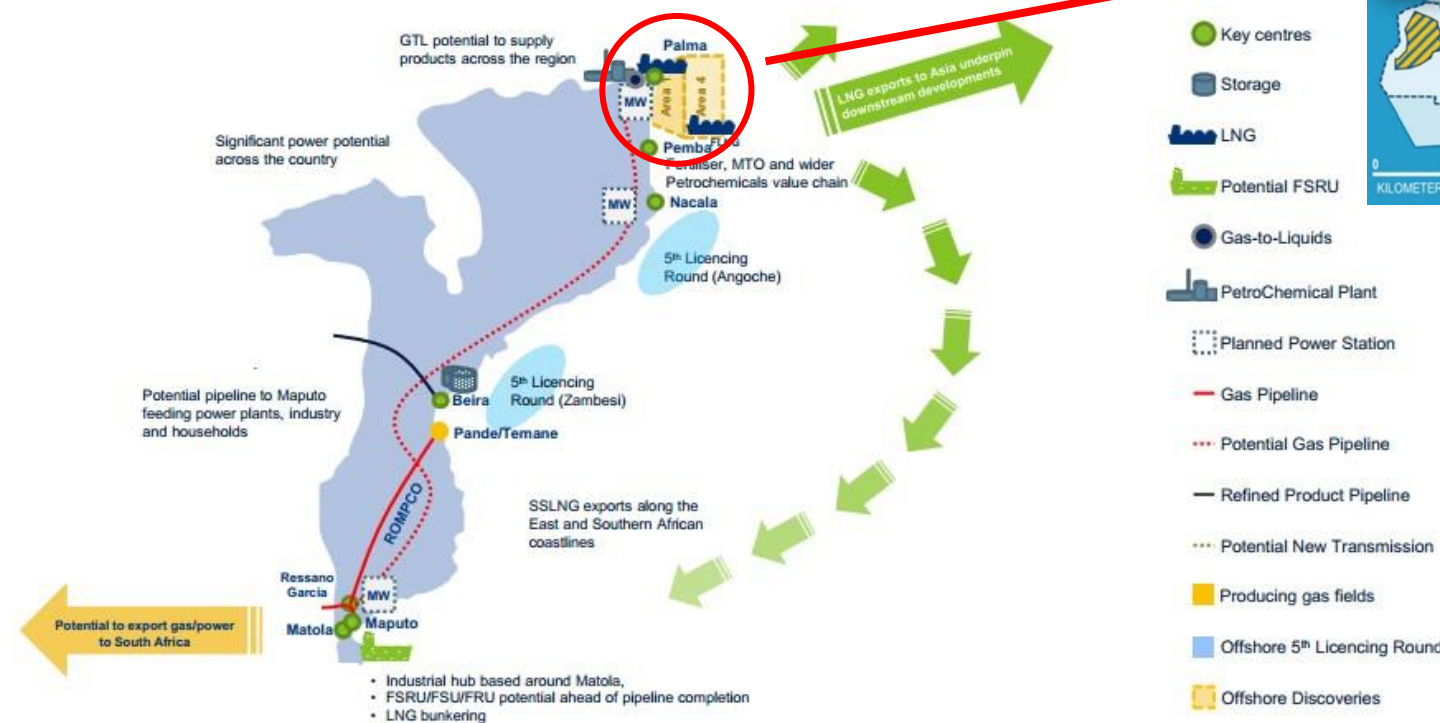 GTL potential to supply
products across the region
Palma
MW
Area 1
Area 4
LNG exports to Asia underpin
downstream developments
Significant power potential
across the country
Pemba
FLNG
Fertiliser, MTO and wider
Petrochemicals value chain
MW
Nacala
5th Licencing
Round (Angoche)
Potential pipeline to Maputo
feeding power plants, industry
and households
5th Licencing
Round (Zambesi)
Beira
Pande/Temane
ROMPCO
SSLNG exports along the
East and Southern African
coastlines
Ressano
Garcia
MW
Matola
Maputo
Potential to export gas/power
to South Africa
• Industrial hub based around Matola,
• FSRU/FSU/FRU potential ahead of pipeline completion
• LNG bunkering
Key centres
Storage
LNG
Potential FSRU
Gas-to-Liquids
PetroChemical Plant
Planned Power Station
Gas Pipeline
Potential Gas Pipeline
Refined Product Pipeline
Potential New Transmission
Producing gas fields
Offshore 5th Licencing Round
Offshore Discoveries
0
KILOMETER